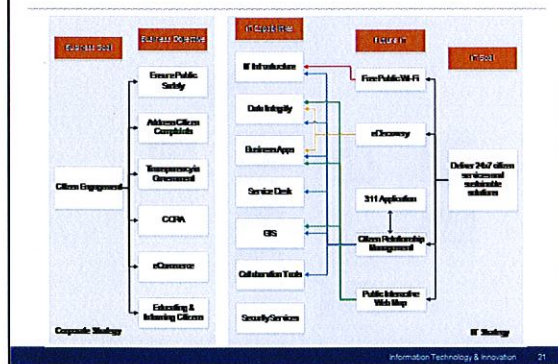 Business Goal
Business Objective
IT Capabilities
Future IT
IT Goal
Ensure Public
Safety
Address Citizen
Complaints
Transparency in
Government
CCPA
eCommerce
Educating &
Informing Citizen
Citizen Engagement
IT Infrastructure
Data Integrity
Business Apps
Service Desk
GIS
Collaboration Tools
Security Services
Free Public Wi-Fi
eDiscovery
311 Application
Citizen Relationship
Management
Public Interactive
Web Map
Deliver 24x7 citizen
services and
sustainable
solutions
Corporate Strategy
IT Strategy
Information Technology & Innovation 21